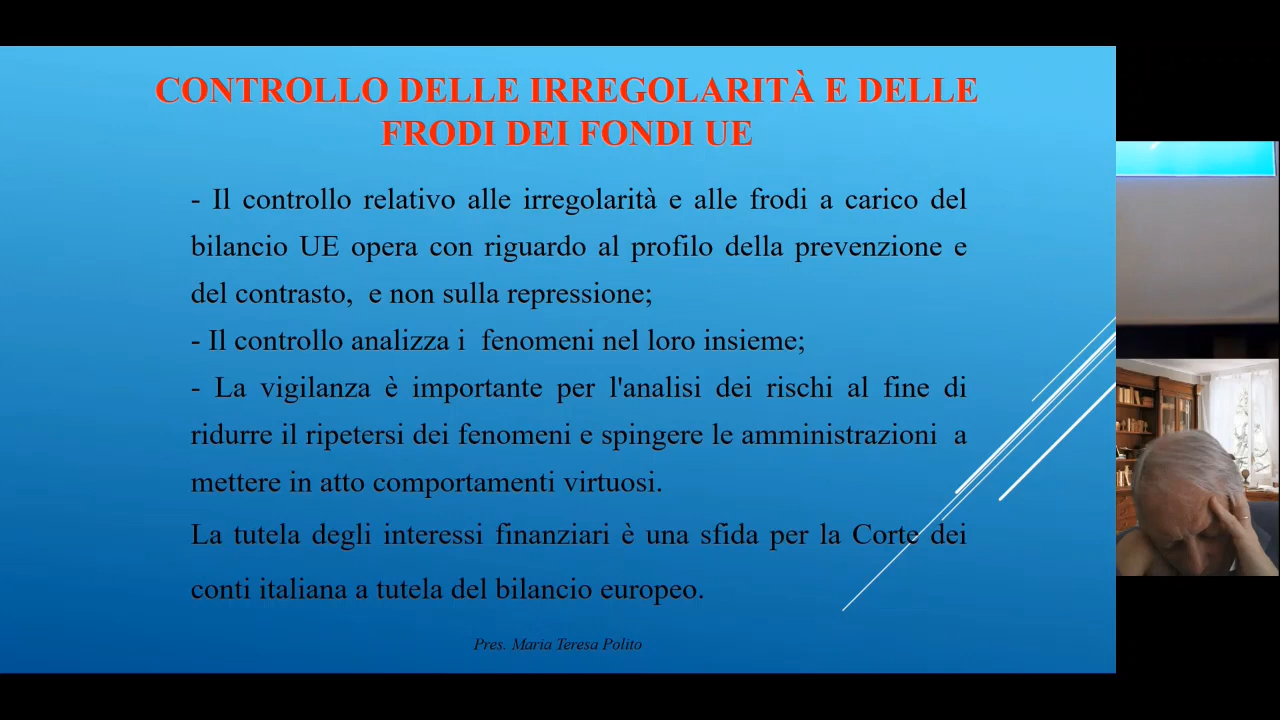 CONTROLLO DELLE IRREGOLARITÀ E DELLE
FRODI DEI FONDI UE
- Il controllo relativo alle irregolarità e alle frodi a carico del
bilancio UE opera con riguardo al profilo della prevenzione e
del contrasto, e non sulla repressione;
- Il controllo analizza i fenomeni nel loro insieme;
- La vigilanza è importante per l'analisi dei rischi al fine di
ridurre il ripetersi dei fenomeni e spingere le amministrazioni a
mettere in atto comportamenti virtuosi.
La tutela degli interessi finanziari è una sfida per la Corte dei
conti italiana a tutela del bilancio europeo.
Pres. Maria Teresa Polito